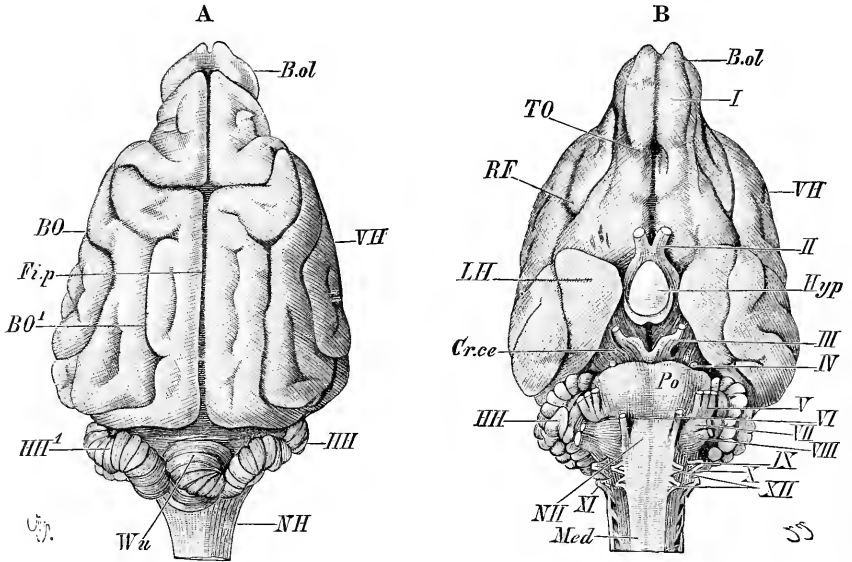 A
B
B.ol
BO
Fi.p
BO1
VH
HH1
HH
Wu
NH
B.ol
I
TO
RF
VH
II
LH
Hyp
Cr.ce
III
IV
Po
V
HH
VI
VII
VIII
IX
X
NH
XI
XII
Med